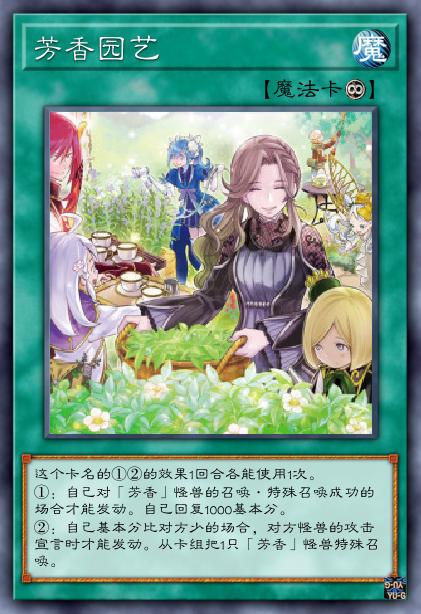 芳香园艺
魔
【魔法卡】
这个卡名的①②的效果1回合各能使用1次。
①：自己对「芳香」怪兽的召唤·特殊召唤成功的
场合才能发动。自己回复1000基本分。
②：自己基本分比对方少的场合，对方怪兽的攻击
宣言时才能发动。从卡组把1只「芳香」怪兽特殊召
唤。